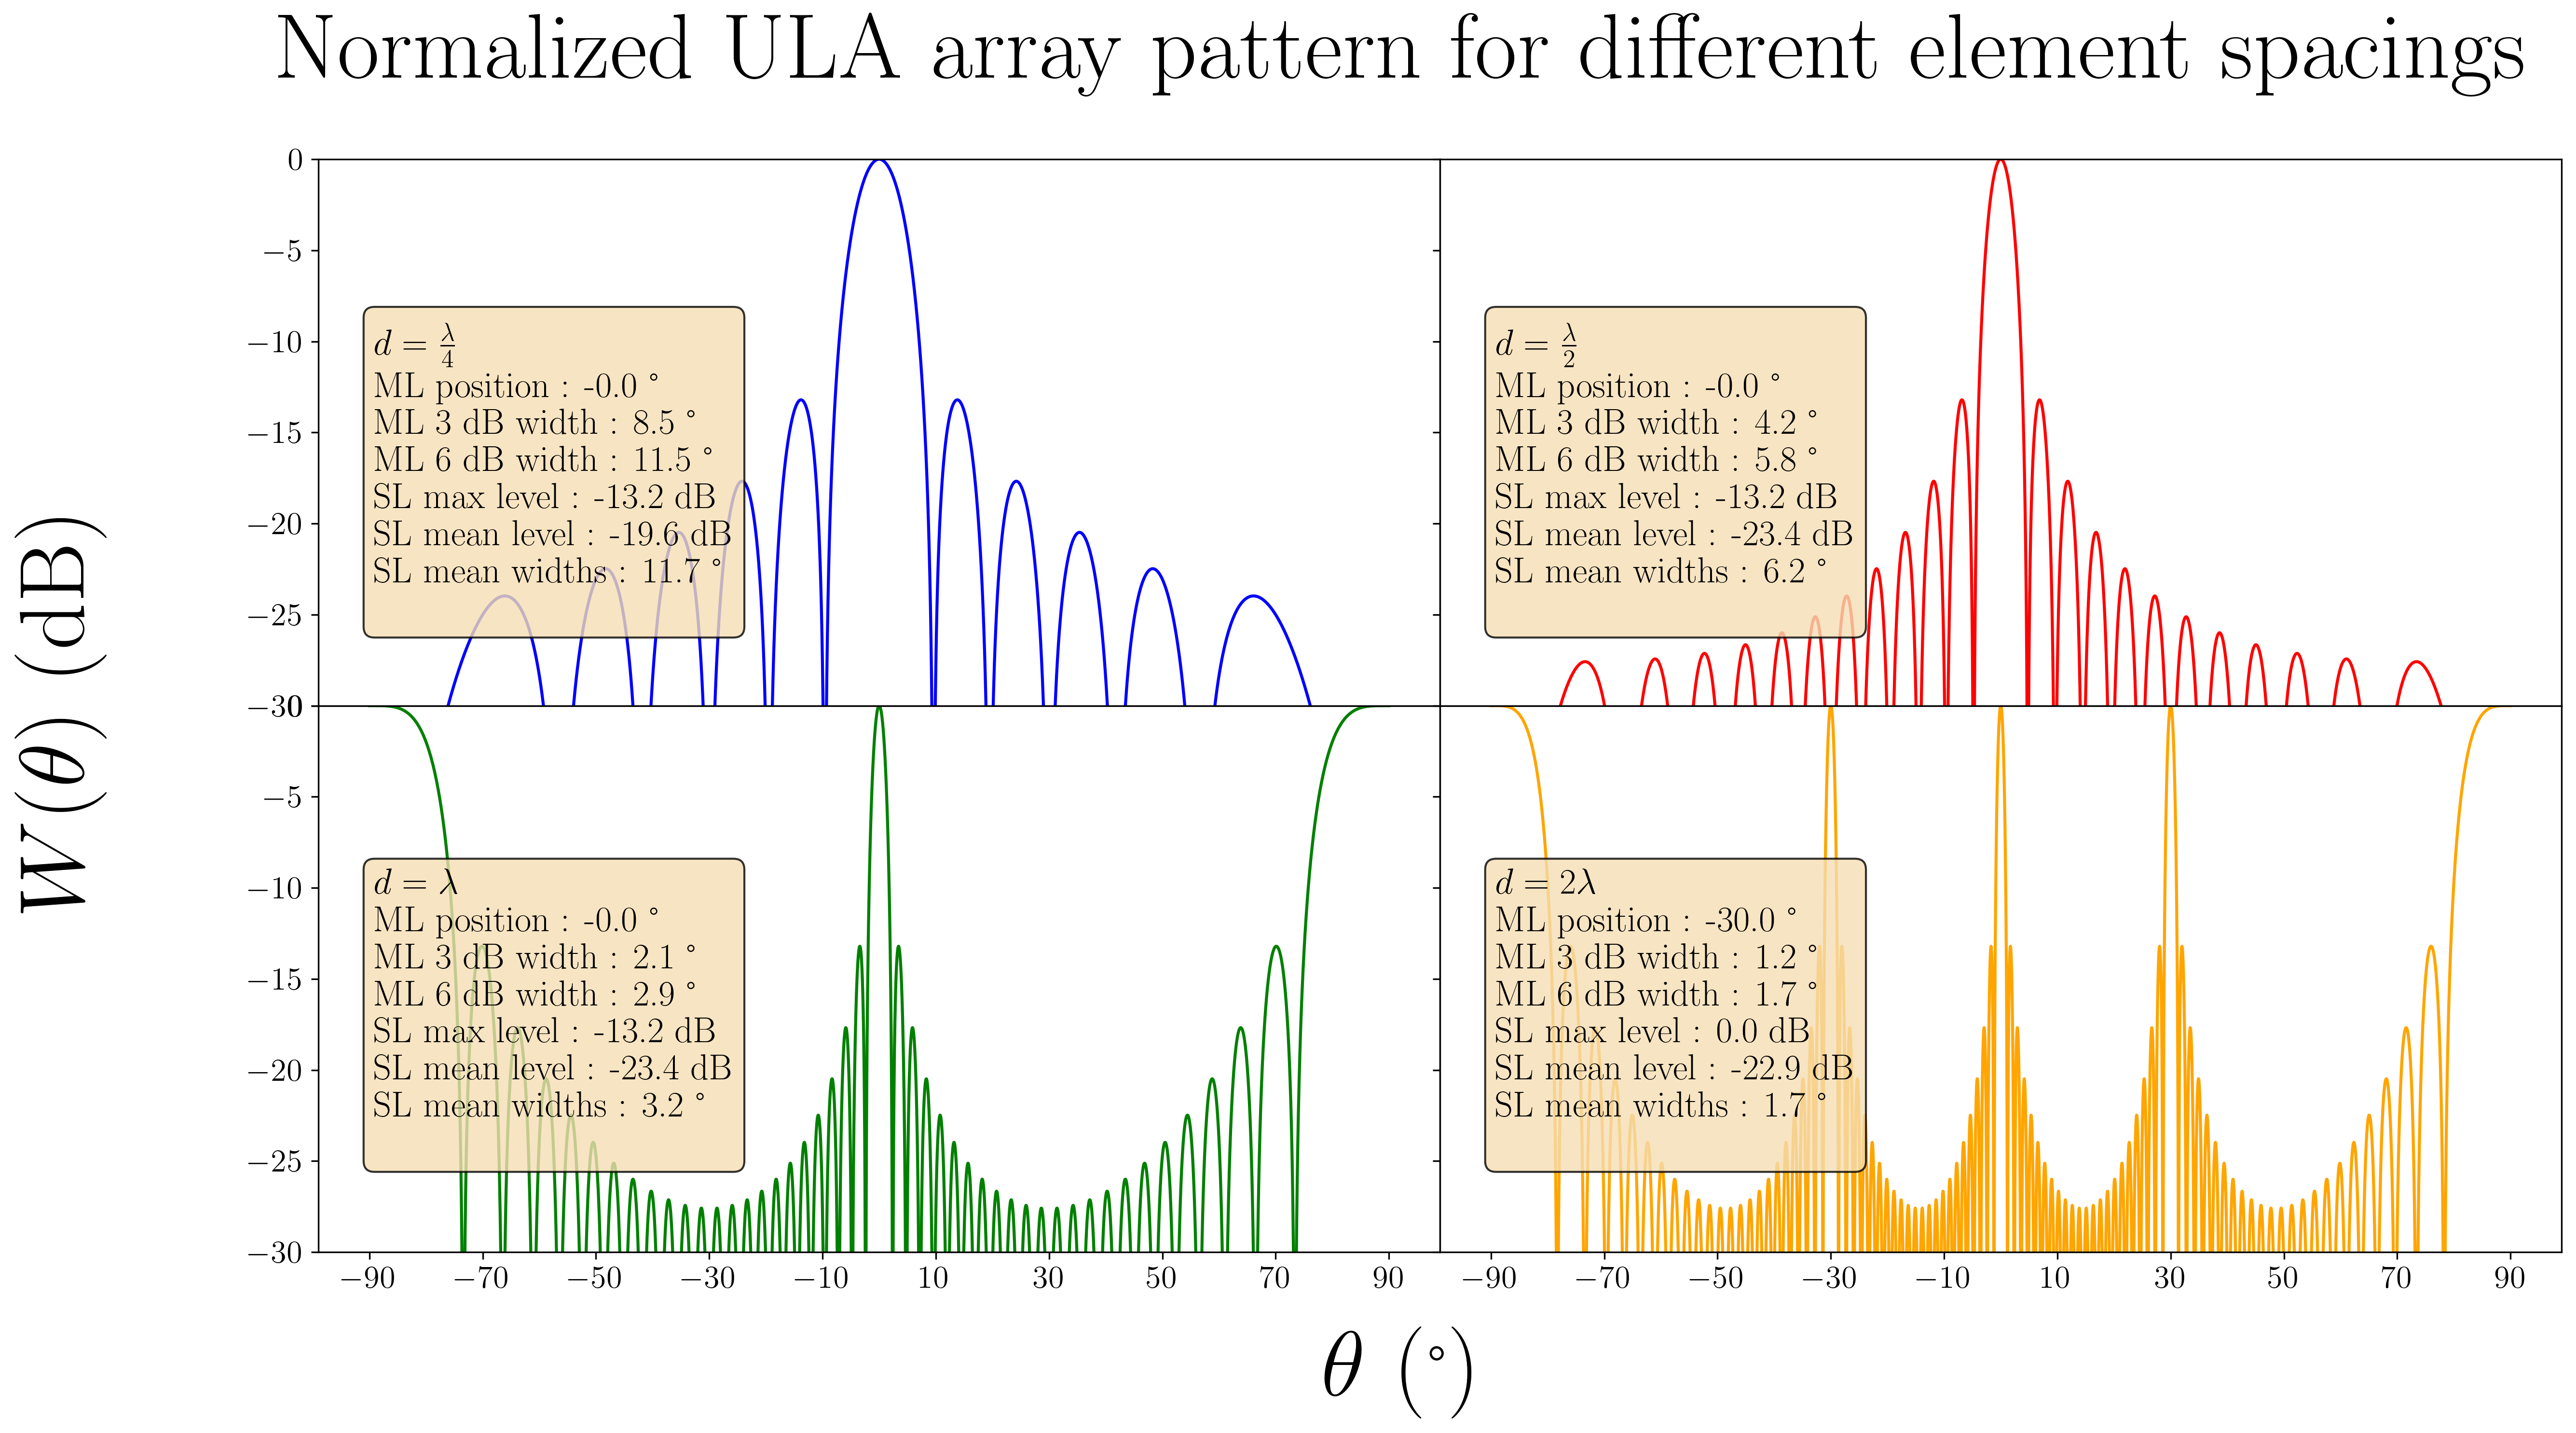 Normalized ULA array pattern for different element spacings
W(θ) (dB)
0
−5
−10
−15
−20
−25
−30
d = λ/4
ML position : -0.0 °
ML 3 dB width : 8.5 °
ML 6 dB width : 11.5 °
SL max level : -13.2 dB
SL mean level : -19.6 dB
SL mean widths : 11.7 °
d = λ/2
ML position : -0.0 °
ML 3 dB width : 4.2 °
ML 6 dB width : 5.8 °
SL max level : -13.2 dB
SL mean level : -23.4 dB
SL mean widths : 6.2 °
−5
−10
−15
−20
−25
−30
d = λ
ML position : -0.0 °
ML 3 dB width : 2.1 °
ML 6 dB width : 2.9 °
SL max level : -13.2 dB
SL mean level : -23.4 dB
SL mean widths : 3.2 °
d = 2λ
ML position : -30.0 °
ML 3 dB width : 1.2 °
ML 6 dB width : 1.7 °
SL max level : 0.0 dB
SL mean level : -22.9 dB
SL mean widths : 1.7 °
−90 −70 −50 −30 −10 10 30 50 70 90
−90 −70 −50 −30 −10 10 30 50 70 90
θ (°)